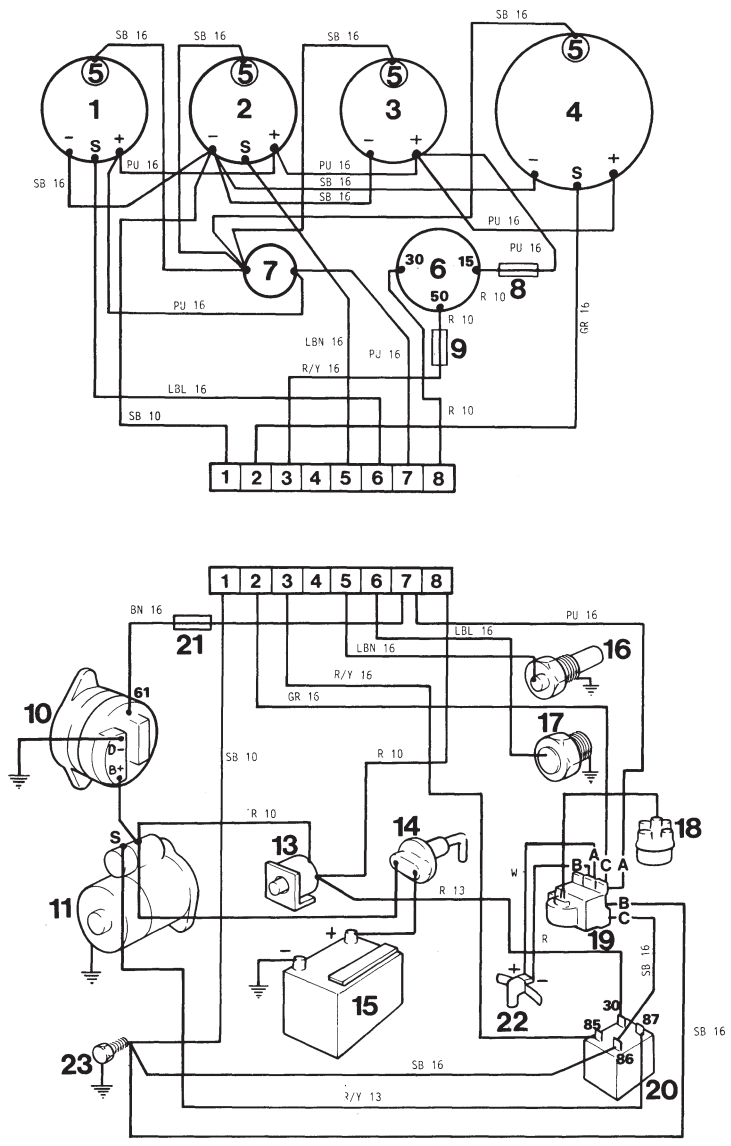 SB 16
SB 16
SB 16
SB 16
5
5
5
5
1
2
3
4
-
S
+
-
S
+
-
+
-
S
+
PU 16
PU 16
SB 16
SB 16
SB 16
PU 16
PU 16
7
30
6
15
50
8
R 10
PU 16
R 10
GR 16
9
LBN 16
PU 16
R/Y 16
LBL 16
SB 10
R 10
1 2 3 4 5 6 7 8
1 2 3 4 5 6 7 8
BN 16
21
PU 16
LBL 16
LBN 16
16
R/Y 16
GR 16
61
10
17
D-
B+
SB 10
R 10
R 10
S
13
14
18
A
B
C
A
W
11
R 13
B
C
19
+
-
R
SB 16
15
+
-
22
30
85
87
86
SB 16
23
SB 16
20
R/Y 13